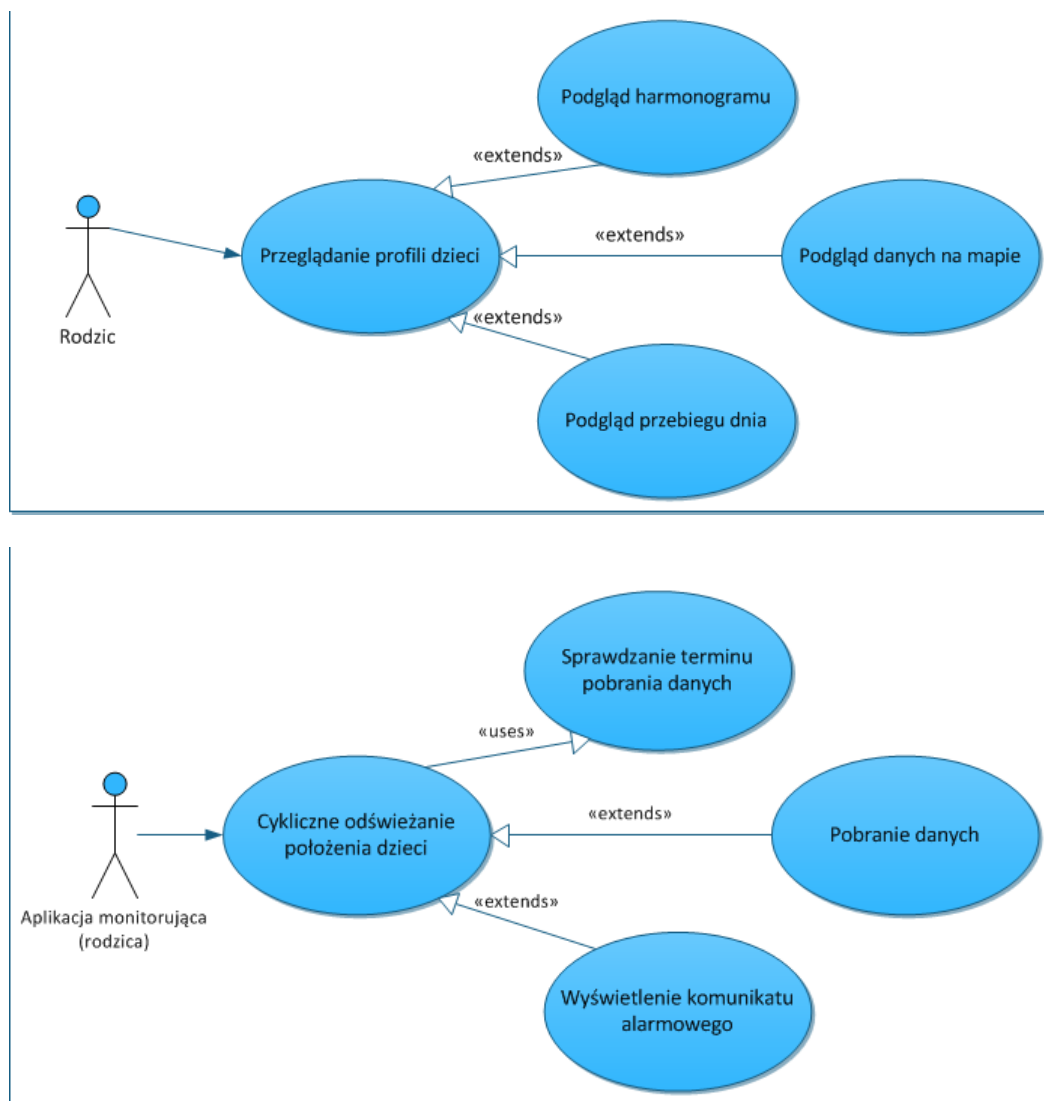 Podgląd harmonogramu
«extends»
«extends»
Przeglądanie profili dzieci
Podgląd danych na mapie
«extends»
Rodzic
Podgląd przebiegu dnia
Sprawdzanie terminu
pobrania danych
«uses»
«extends»
Cykliczne odświeżanie
położenia dzieci
Pobranie danych
«extends»
Aplikacja monitorująca
(rodzica)
Wyświetlenie komunikatu
alarmowego